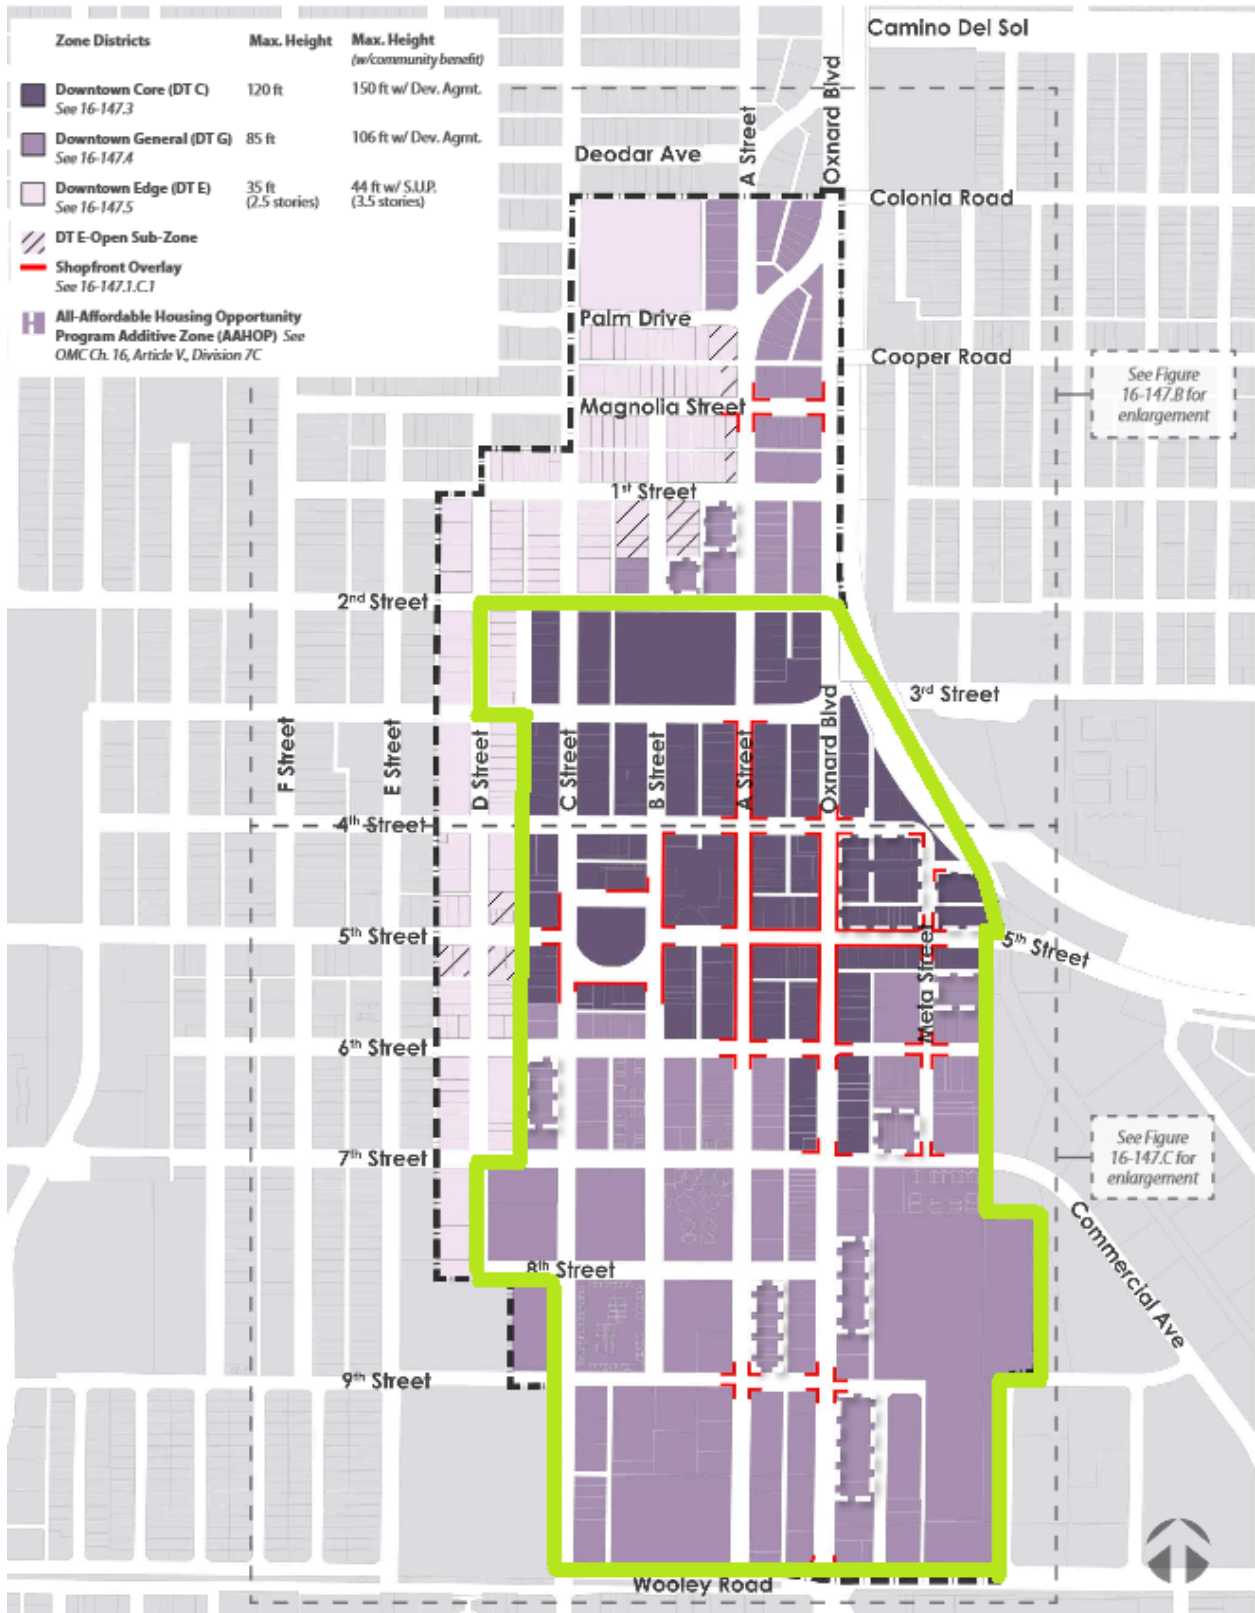 Zone Districts Max. Height Max. Height
(w/community benefit)
Downtown Core (DT C) 120 ft 150 ft w/ Dev. Agmt.
See 16-147.3
Downtown General (DT G) 85 ft 106 ft w/ Dev. Agmt.
See 16-147.4
Downtown Edge (DT E) 35 ft 44 ft w/ S.U.P.
See 16-147.5 (2.5 stories) (3.5 stories)
DT E-Open Sub-Zone
Shopfront Overlay
See 16-147.1.C.1
All-Affordable Housing Opportunity
Program Additive Zone (AAHOP) See
OMC Ch. 16, Article V., Division 7C
Camino Del Sol
A Street
Oxnard Blvd
Deodar Ave
Colonia Road
Palm Drive
Cooper Road
See Figure
16-147.B for
enlargement
Magnolia Street
1st Street
2nd Street
3rd Street
F Street
E Street
D Street
C Street
B Street
A Street
Oxnard Blvd
4th Street
5th Street
5th Street
Meta Street
6th Street
7th Street
See Figure
16-147.C for
enlargement
Commercial Ave
8th Street
9th Street
Wooley Road